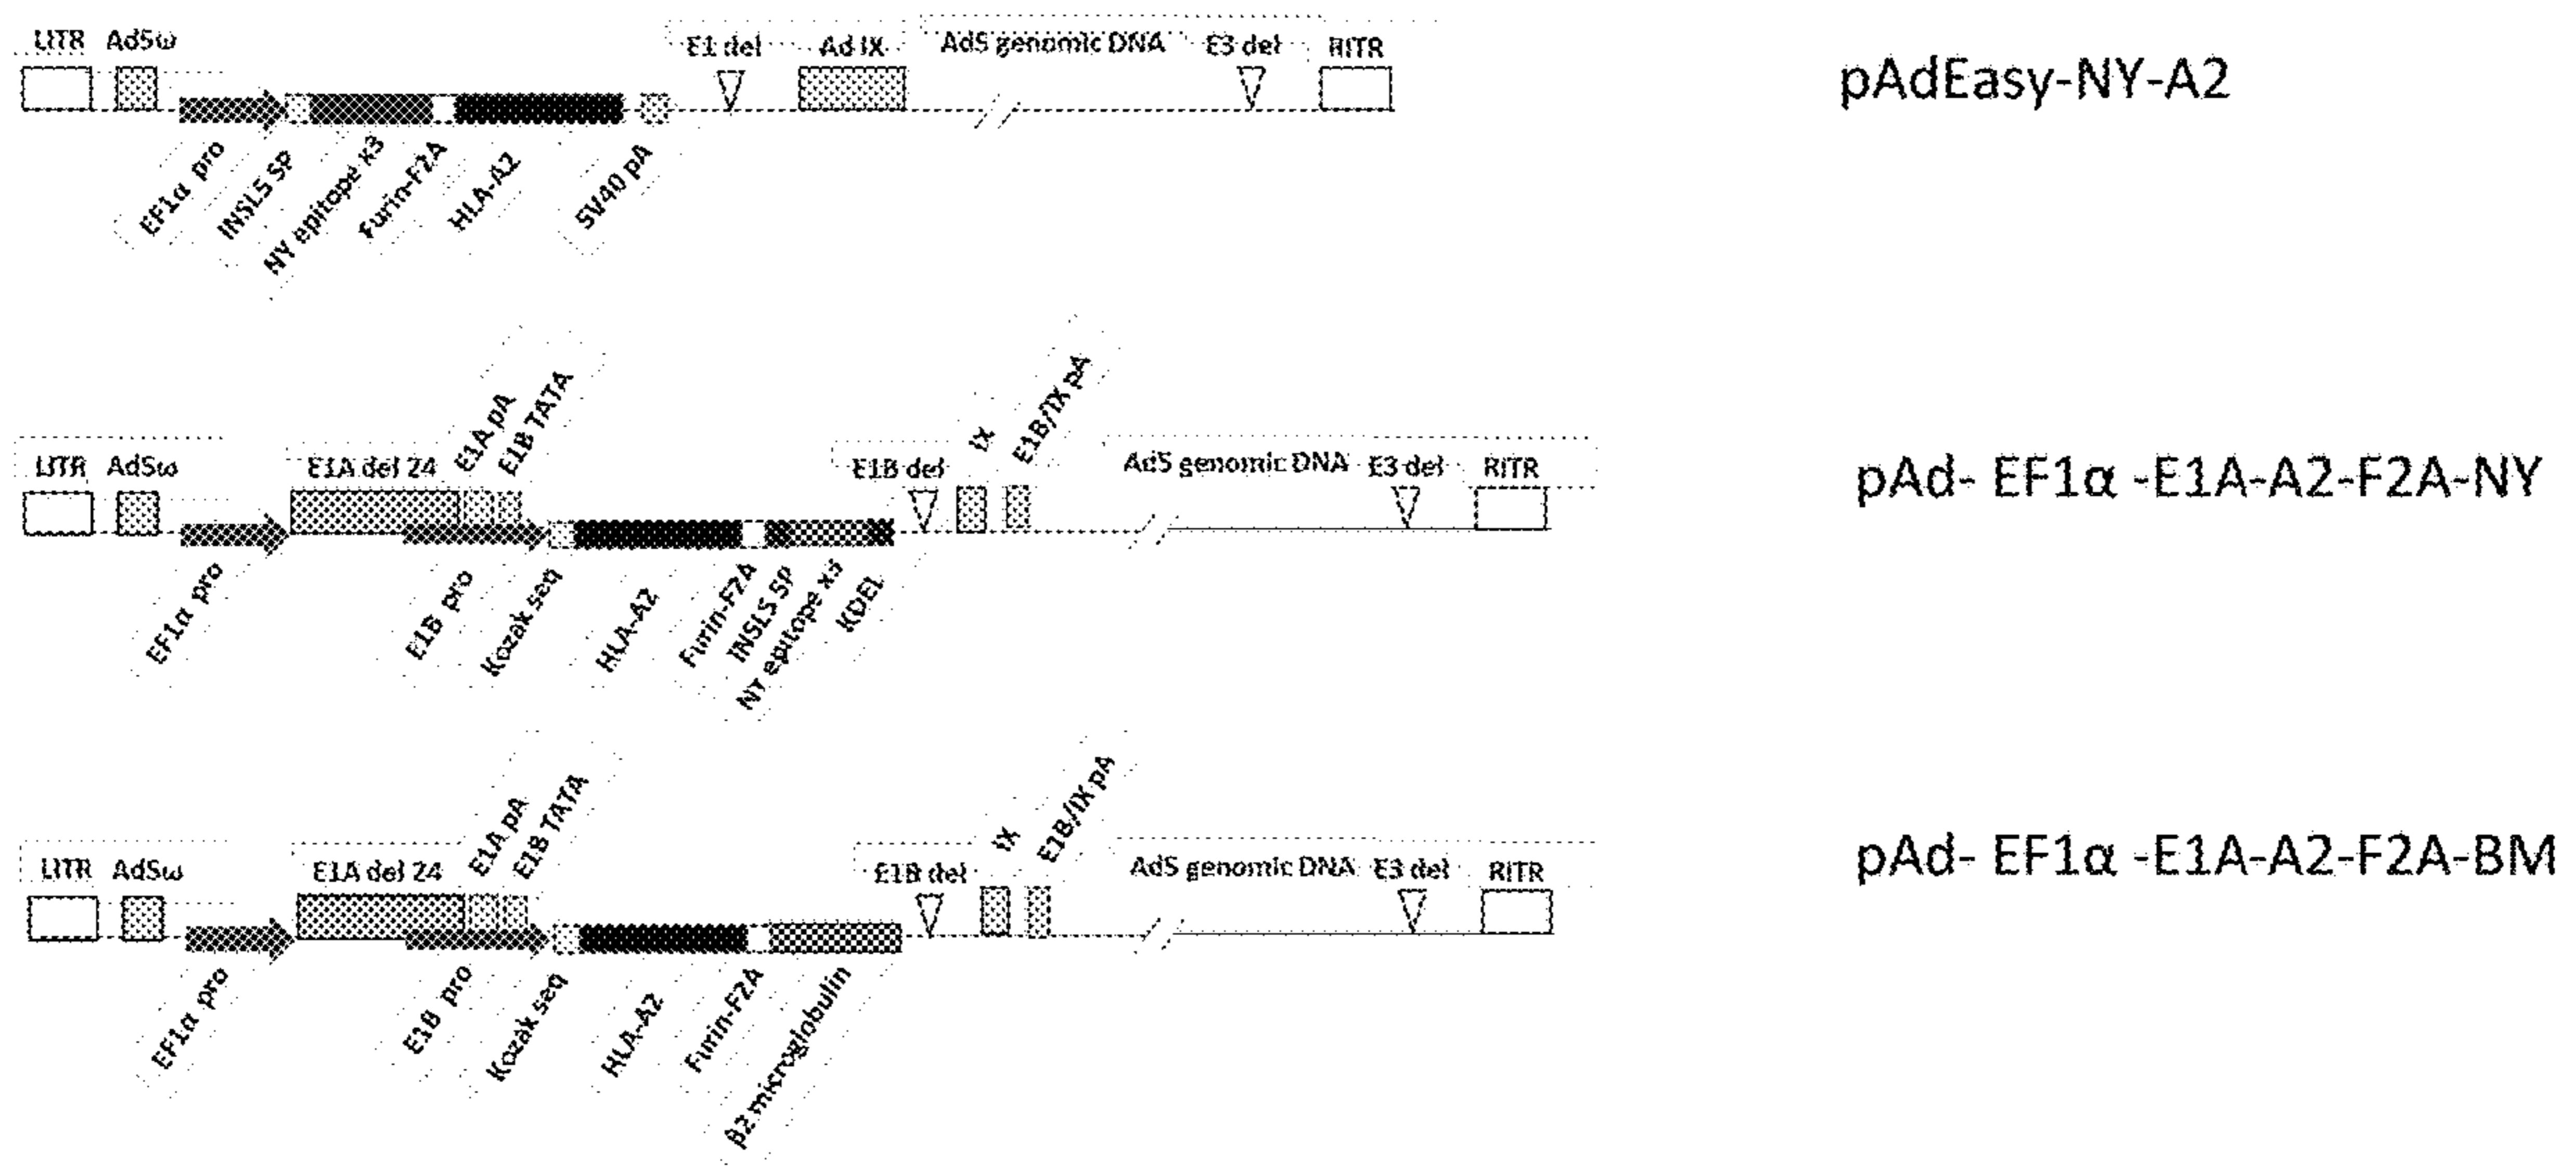 LITR Ad5ω E1 del Ad IX Ad5 genomic DNA E3 del RITR
pAdEasy-NY-A2
EF1α pro
INSL5 SP
NY epitope x3
Furin-F2A
HLA-A2
SV40 pA
E1A pA
E1B TATA
IX
E1B/IX pA
LITR Ad5ω E1A del 24 E1B del Ad5 genomic DNA E3 del RITR
pAd- EF1α -E1A-A2-F2A-NY
EF1α pro
E1B pro
Kozak seq
HLA-A2
Furin-F2A
INSL5 SP
NY epitope x3
KDEL
E1A pA
E1B TATA
IX
E1B/IX pA
LITR Ad5ω E1A del 24 E1B del Ad5 genomic DNA E3 del RITR
pAd- EF1α -E1A-A2-F2A-BM
EF1α pro
E1B pro
Kozak seq
HLA-A2
Furin-F2A
β2 microglobulin